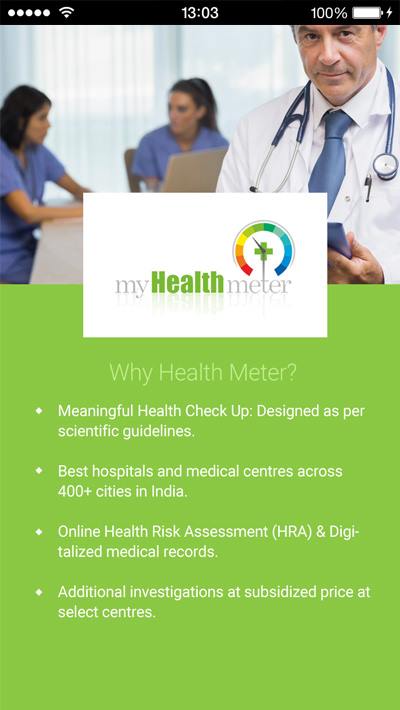 13:03
100%
myHealthmeter
Why Health Meter?
Meaningful Health Check Up: Designed as per
scientific guidelines.
Best hospitals and medical centres across
400+ cities in India.
Online Health Risk Assessment (HRA) & Digi-
talized medical records.
Additional investigations at subsidized price at
select centres.